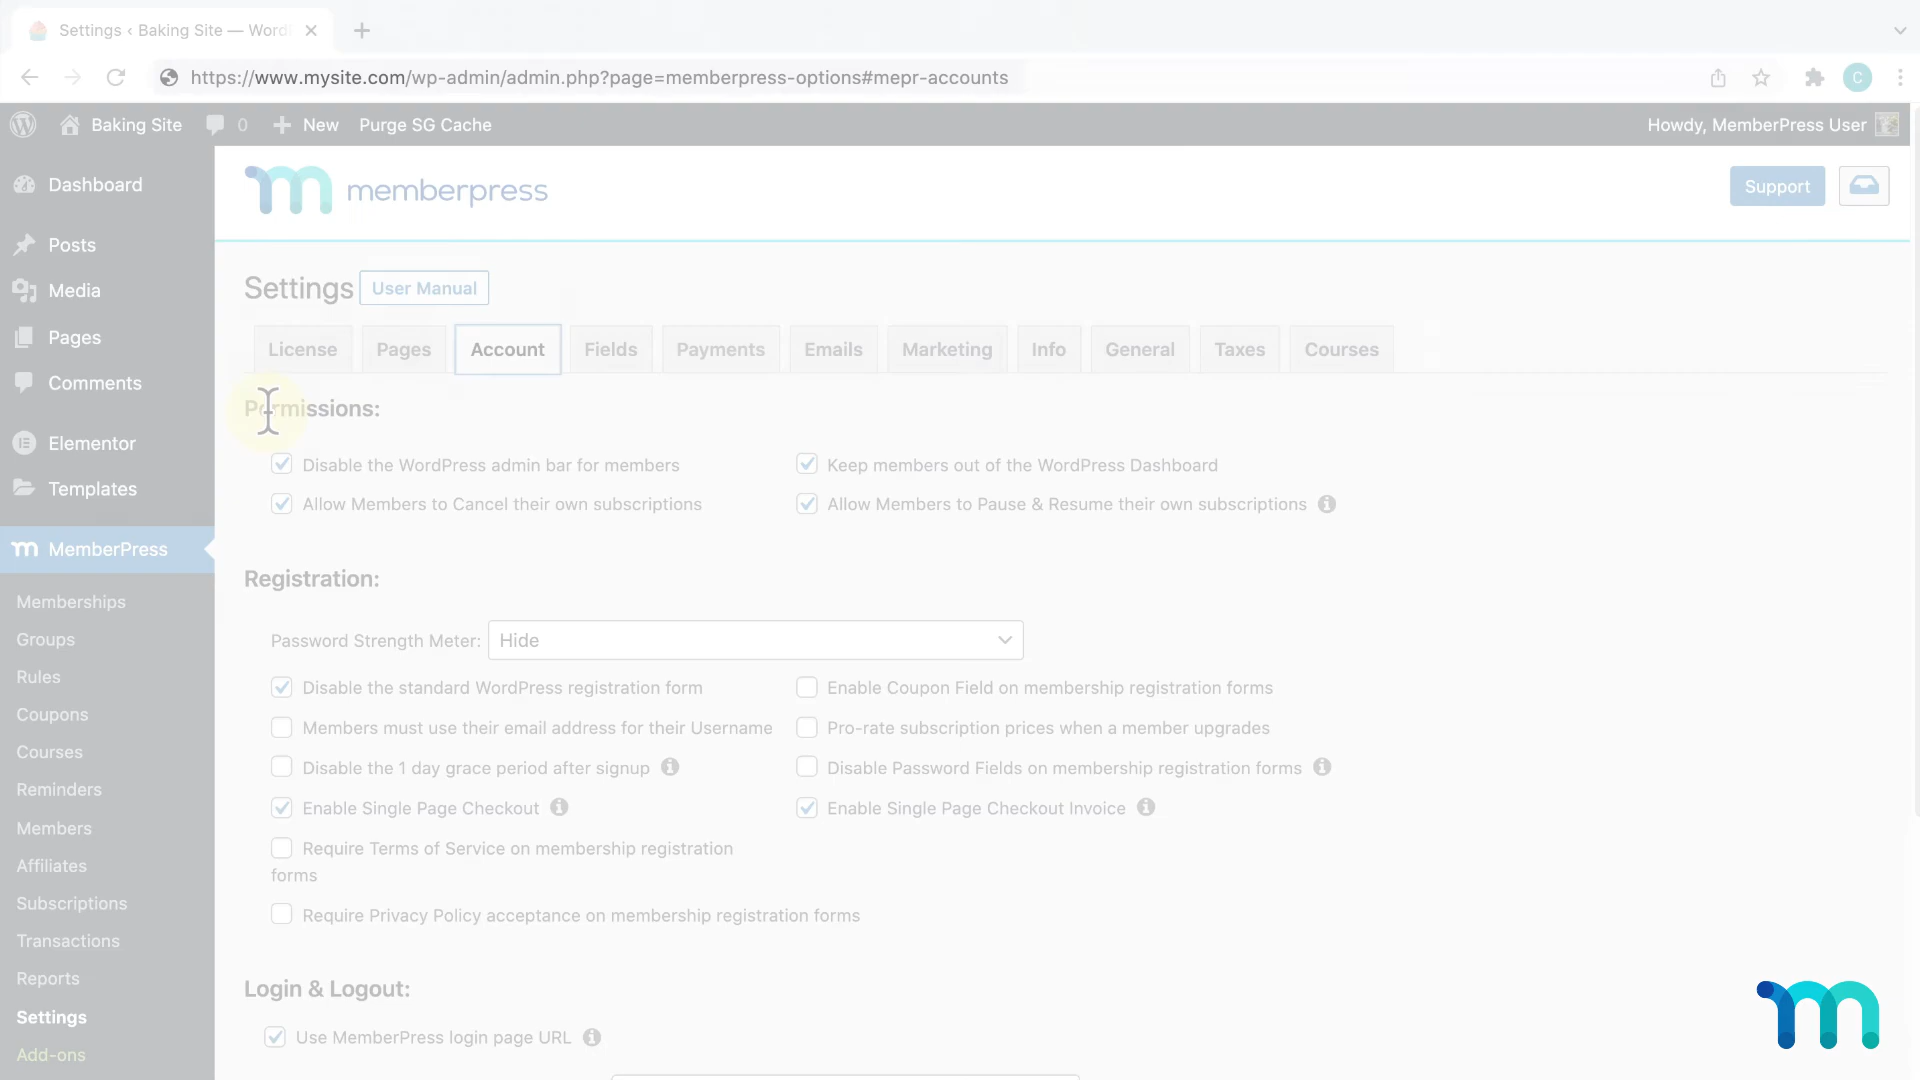 Settings ‹ Baking Site — Word
https://www.mysite.com/wp-admin/admin.php?page=memberpress-options#mepr-accounts
C
Baking Site
0
New
Purge SG Cache
Howdy, MemberPress User
Dashboard
Posts
Media
Pages
Comments
Elementor
Templates
MemberPress
Memberships
Groups
Rules
Coupons
Courses
Reminders
Members
Affiliates
Subscriptions
Transactions
Reports
Settings
Add-ons
memberpress
Support
Settings
User Manual
License
Pages
Account
Fields
Payments
Emails
Marketing
Info
General
Taxes
Courses
Permissions:
Disable the WordPress admin bar for members
Keep members out of the WordPress Dashboard
Allow Members to Cancel their own subscriptions
Allow Members to Pause & Resume their own subscriptions
Registration:
Password Strength Meter: Hide
Disable the standard WordPress registration form
Enable Coupon Field on membership registration forms
Members must use their email address for their Username
Pro-rate subscription prices when a member upgrades
Disable the 1 day grace period after signup
Disable Password Fields on membership registration forms
Enable Single Page Checkout
Enable Single Page Checkout Invoice
Require Terms of Service on membership registration
forms
Require Privacy Policy acceptance on membership registration forms
Login & Logout:
Use MemberPress login page URL